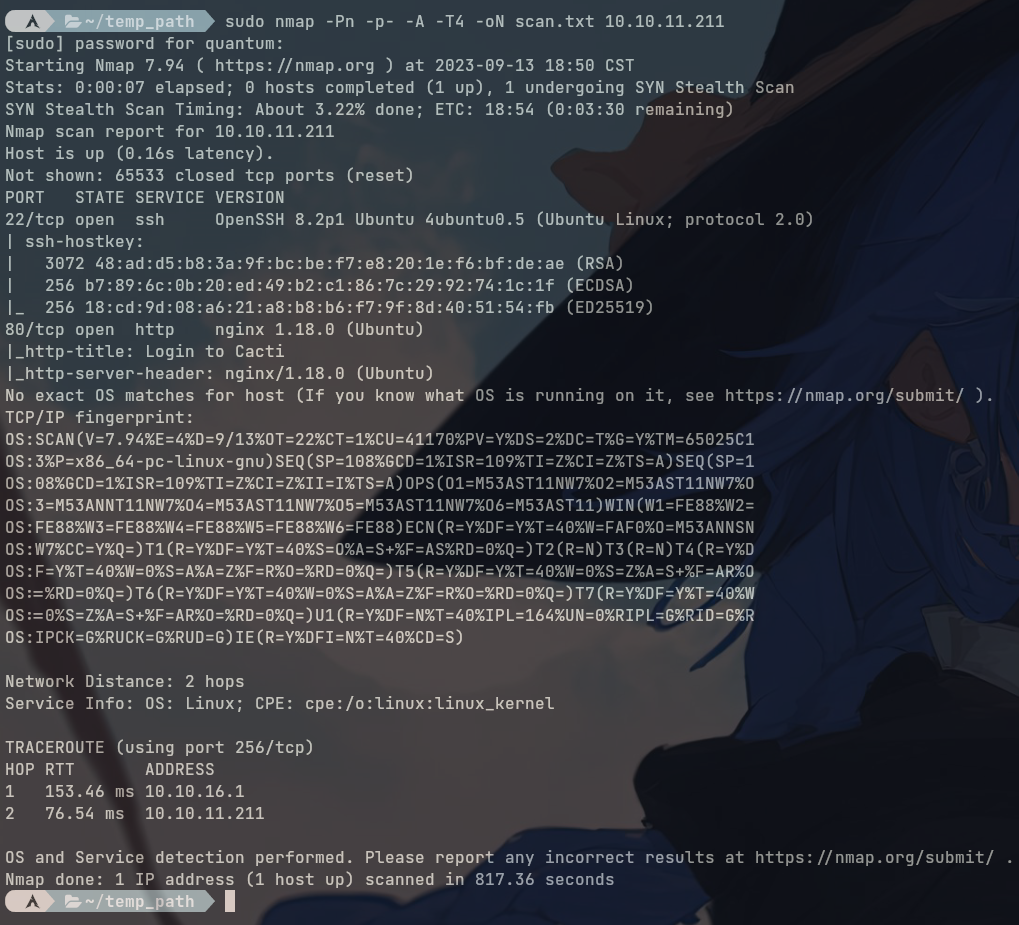 ~/temp_path sudo nmap -Pn -p- -A -T4 -oN scan.txt 10.10.11.211
[sudo] password for quantum:
Starting Nmap 7.94 ( https://nmap.org ) at 2023-09-13 18:50 CST
Stats: 0:00:07 elapsed; 0 hosts completed (1 up), 1 undergoing SYN Stealth Scan
SYN Stealth Scan Timing: About 3.22% done; ETC: 18:54 (0:03:30 remaining)
Nmap scan report for 10.10.11.211
Host is up (0.16s latency).
Not shown: 65533 closed tcp ports (reset)
PORT   STATE SERVICE VERSION
22/tcp open  ssh     OpenSSH 8.2p1 Ubuntu 4ubuntu0.5 (Ubuntu Linux; protocol 2.0)
| ssh-hostkey:
|   3072 48:ad:d5:b8:3a:9f:bc:be:f7:e8:20:1e:f6:bf:de:ae (RSA)
|   256 b7:89:6c:0b:20:ed:49:b2:c1:86:7c:29:92:74:1c:1f (ECDSA)
|_  256 18:cd:9d:08:a6:21:a8:b8:b6:f7:9f:8d:40:51:54:fb (ED25519)
80/tcp open  http    nginx 1.18.0 (Ubuntu)
|_http-title: Login to Cacti
|_http-server-header: nginx/1.18.0 (Ubuntu)
No exact OS matches for host (If you know what OS is running on it, see https://nmap.org/submit/ ).
TCP/IP fingerprint:
OS:SCAN(V=7.94%E=4%D=9/13%OT=22%CT=1%CU=41170%PV=Y%DS=2%DC=T%G=Y%TM=65025C1
OS:3%P=x86_64-pc-linux-gnu)SEQ(SP=108%GCD=1%ISR=109%TI=Z%CI=Z%TS=A)SEQ(SP=1
OS:08%GCD=1%ISR=109%TI=Z%CI=Z%II=I%TS=A)OPS(O1=M53AST11NW7%O2=M53AST11NW7%O
OS:3=M53ANNT11NW7%O4=M53AST11NW7%O5=M53AST11NW7%O6=M53AST11)WIN(W1=FE88%W2=
OS:FE88%W3=FE88%W4=FE88%W5=FE88%W6=FE88)ECN(R=Y%DF=Y%T=40%W=FAF0%O=M53ANNSN
OS:W7%CC=Y%Q=)T1(R=Y%DF=Y%T=40%S=O%A=S+%F=AS%RD=0%Q=)T2(R=N)T3(R=N)T4(R=Y%D
OS:F=Y%T=40%W=0%S=A%A=Z%F=R%O=%RD=0%Q=)T5(R=Y%DF=Y%T=40%W=0%S=Z%A=S+%F=AR%O
OS:=%RD=0%Q=)T6(R=Y%DF=Y%T=40%W=0%S=A%A=Z%F=R%O=%RD=0%Q=)T7(R=Y%DF=Y%T=40%W
OS:=0%S=Z%A=S+%F=AR%O=%RD=0%Q=)U1(R=Y%DF=N%T=40%IPL=164%UN=0%RIPL=G%RID=G%R
OS:IPCK=G%RUCK=G%RUD=G)IE(R=Y%DFI=N%T=40%CD=S)
Network Distance: 2 hops
Service Info: OS: Linux; CPE: cpe:/o:linux:linux_kernel
TRACEROUTE (using port 256/tcp)
HOP RTT       ADDRESS
1   153.46 ms 10.10.16.1
2   76.54 ms  10.10.11.211
OS and Service detection performed. Please report any incorrect results at https://nmap.org/submit/ .
Nmap done: 1 IP address (1 host up) scanned in 817.36 seconds
~/temp_path